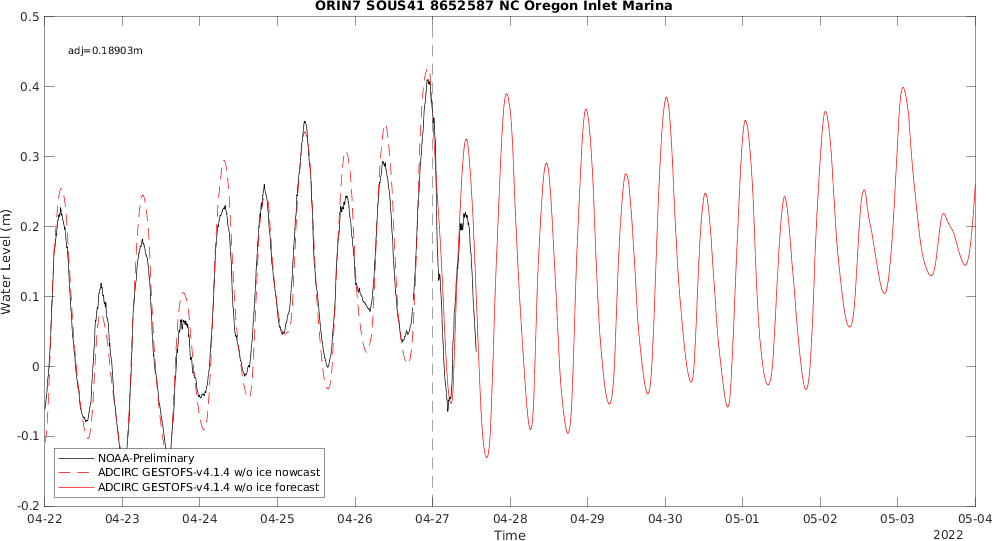 ORIN7 SOUS41 8652587 NC Oregon Inlet Marina
adj=0.18903m
0.5
0.4
0.3
0.2
0.1
0
-0.1
-0.2
Water Level (m)
NOAA-Preliminary
ADCIRC GESTOFS-v4.1.4 w/o ice nowcast
ADCIRC GESTOFS-v4.1.4 w/o ice forecast
04-22 04-23 04-24 04-25 04-26 04-27 04-28 04-29 04-30 05-01 05-02 05-03 05-04
Time
2022